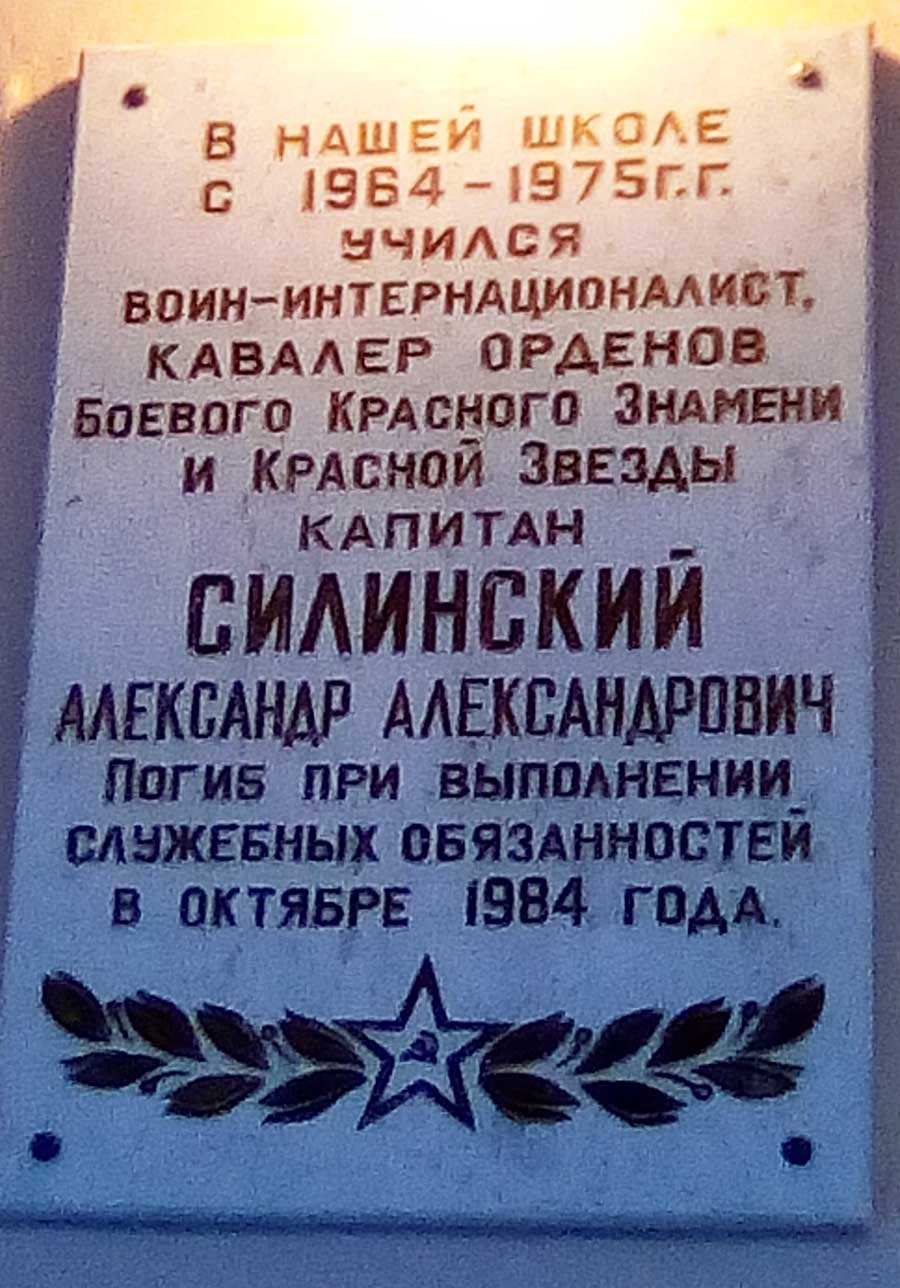 В НАШЕЙ ШКОЛЕ
С 1964-1975Г.Г.
УЧИЛСЯ
ВОИН-ИНТЕРНАЦИОНАЛИСТ,
КАВАЛЕР ОРДЕНОВ
БОЕВОГО КРАСНОГО ЗНАМЕНИ
И КРАСНОЙ ЗВЕЗДЫ
КАПИТАН
СИЛИНСКИЙ
АЛЕКСАНДР АЛЕКСАНДРОВИЧ
ПОГИБ ПРИ ВЫПОЛНЕНИИ
СЛУЖЕБНЫХ ОБЯЗАННОСТЕЙ
В ОКТЯБРЕ 1984 ГОДА.